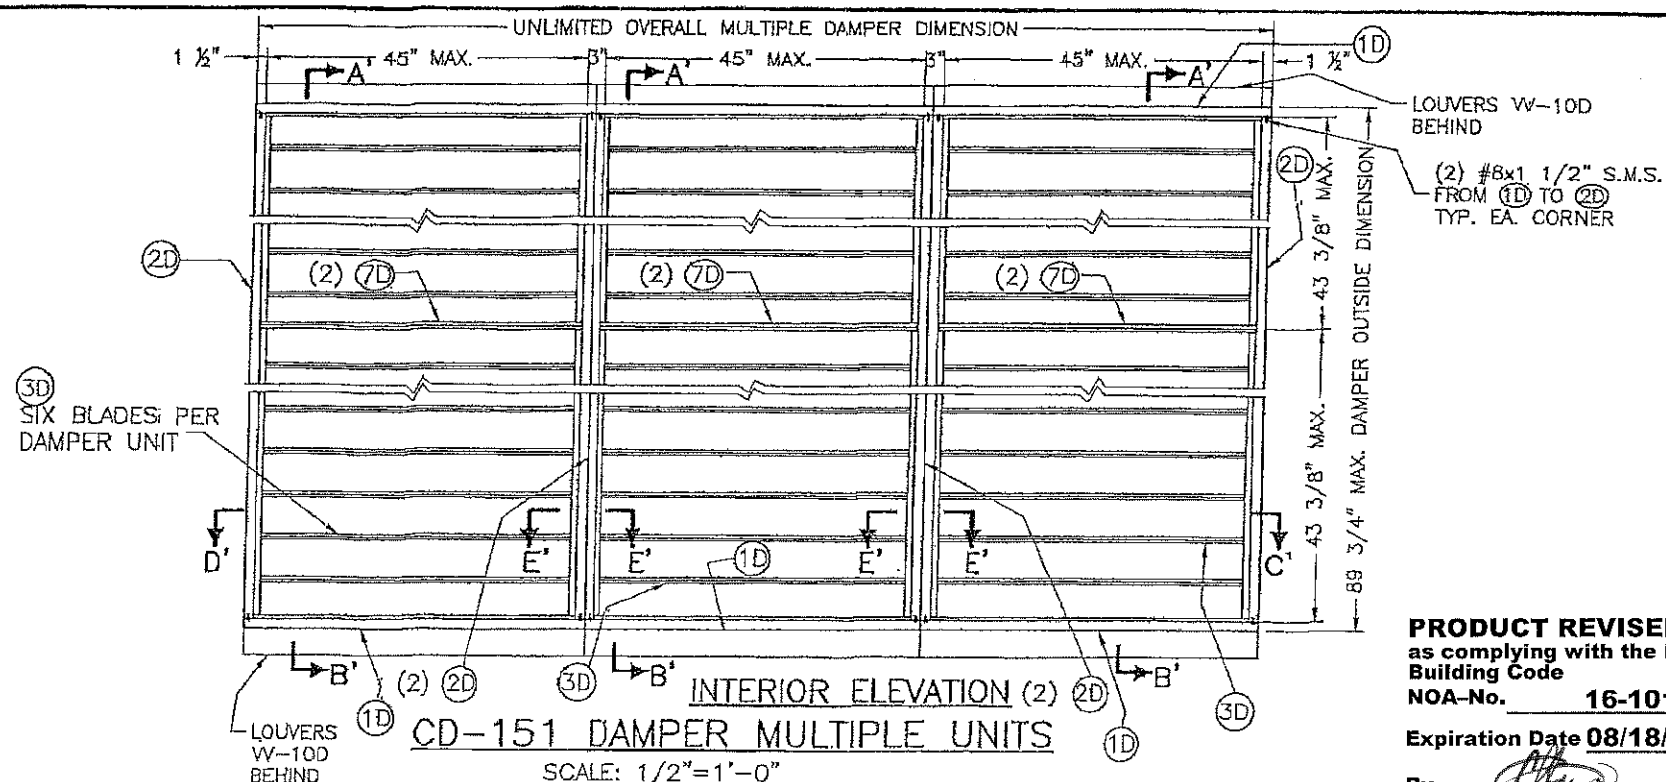 UNLIMITED OVERALL MULTIPLE DAMPER DIMENSION
1 ½" 45" MAX. 3" 45" MAX. 3" 45" MAX. 1 ½"
1D
A' A' A'
LOUVERS VV-10D
BEHIND
2D
(2) #8x1 1/2" S.M.S.
FROM 1D TO 2D
TYP. EA. CORNER
43 3/8" MAX.
89 3/4" MAX. DAMPER OUTSIDE DIMENSION
2D
(2) 7D (2) 7D (2) 7D
3D
SIX BLADES PER
DAMPER UNIT
43 3/8" MAX.
D' E' E' E' E' C'
1D
B' B' B'
(2) 2D 3D (2) 2D 3D
1D 1D
INTERIOR ELEVATION
CD-151 DAMPER MULTIPLE UNITS
SCALE: 1/2"=1'-0"
LOUVERS
VV-10D
BEHIND
PRODUCT REVISE
as complying with the
Building Code
NOA-No. 16-101
Expiration Date 08/18/